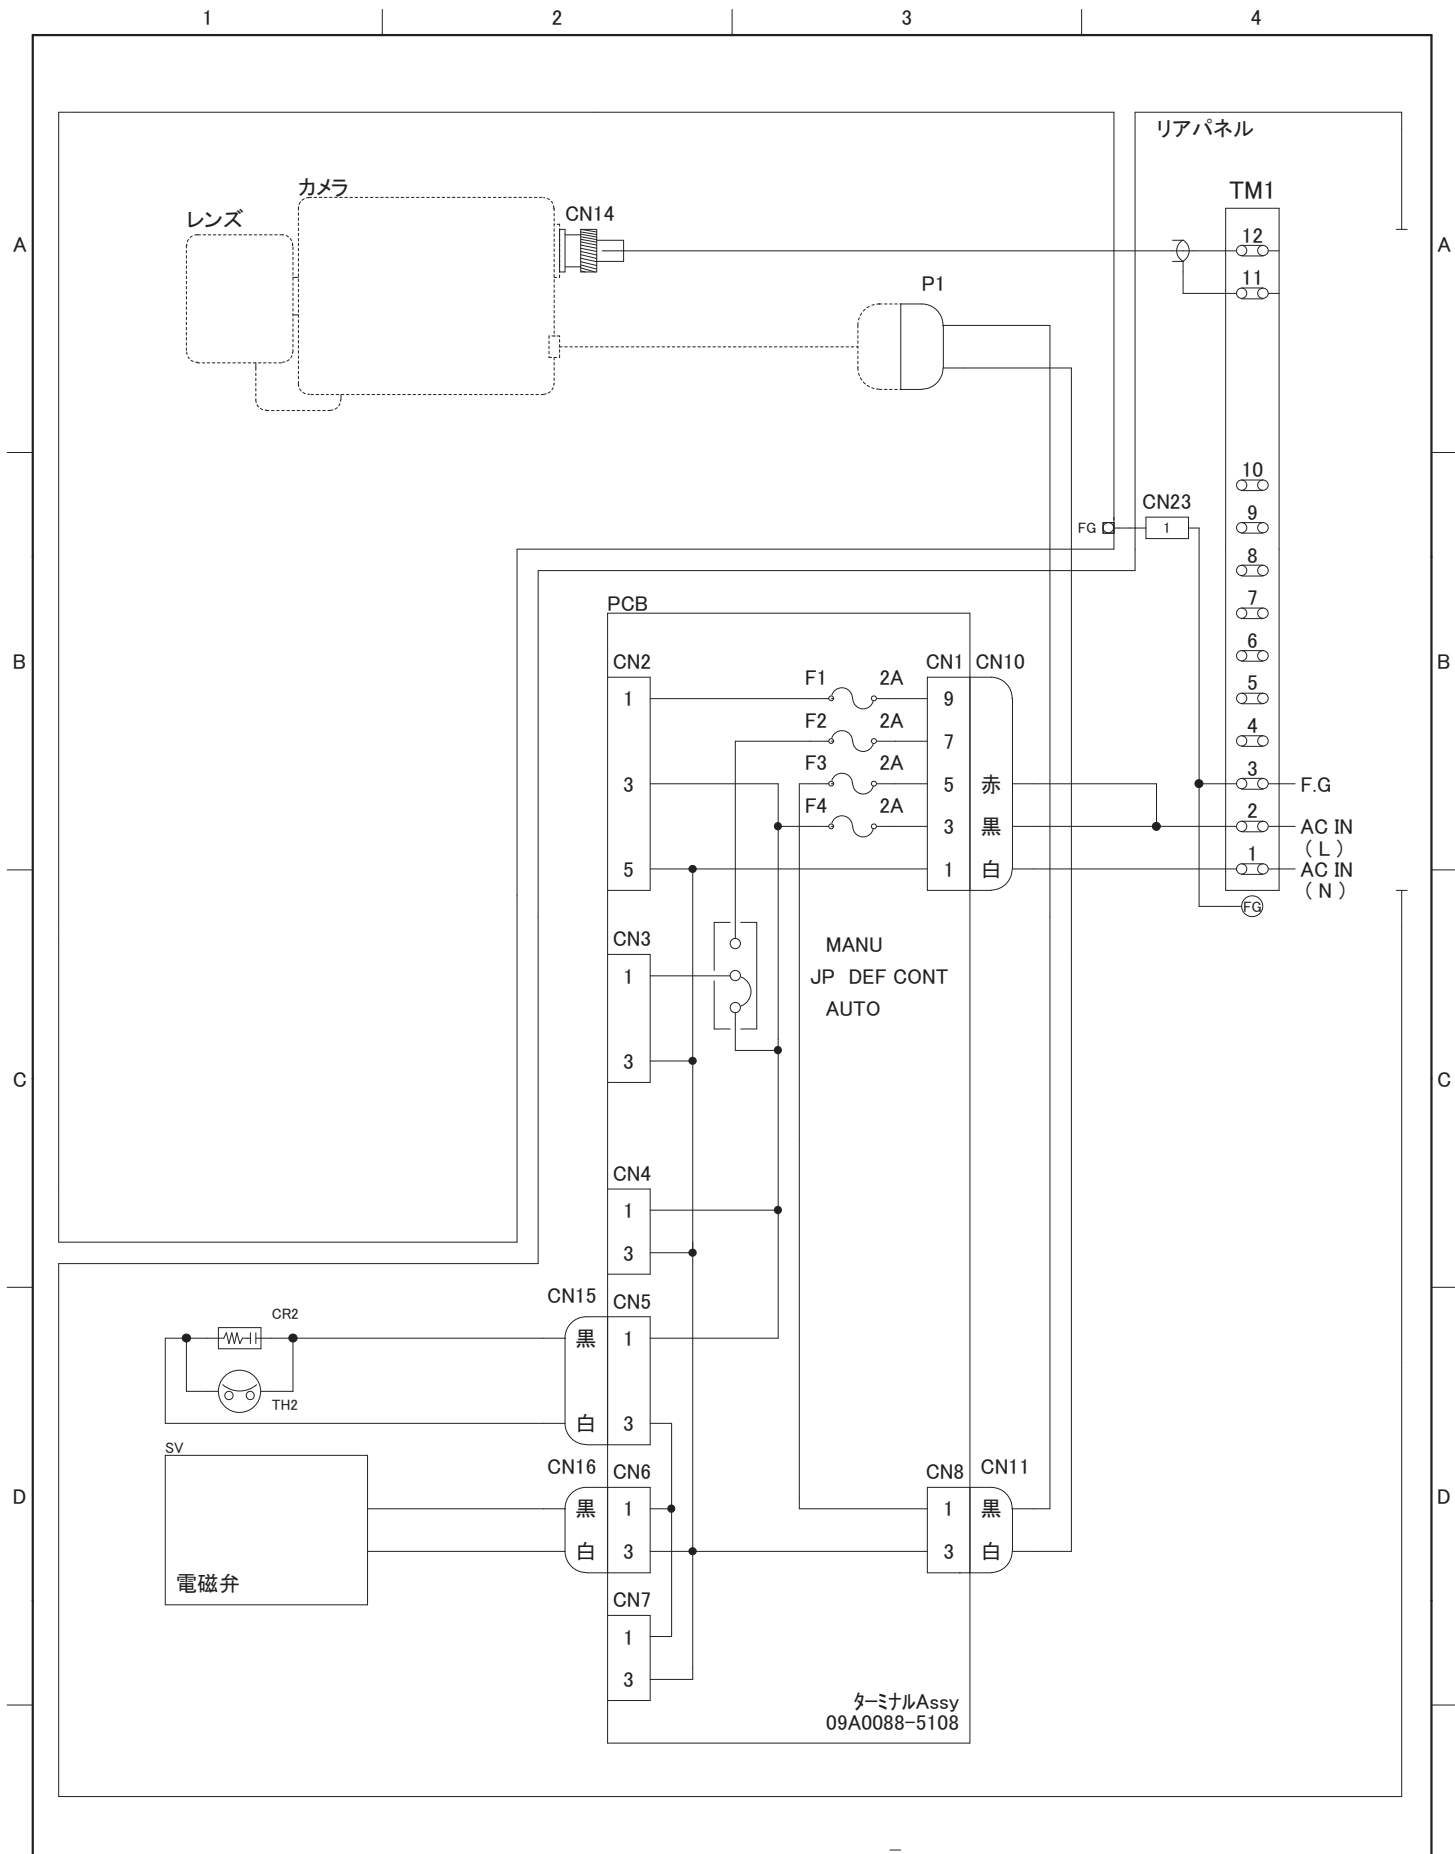 1 2 3 4
リアパネル
カメラ
TM1
レンズ
CN14
A 12 A
11
P1
10
CN23
9
FG 1
8
7
PCB
6
B CN2 CN1 CN10 B
F1 2A
1 9 5
F2 2A
7 4
F3 2A
3 5 赤 3 F.G
F4 2A
3 黒 2 AC IN
( L )
5 1 白 1 AC IN
( N )
FG
CN3 MANU
1 JP DEF CONT
AUTO
3
C C
CN4
1
3
CN15 CN5
CR2
黒 1
TH2
白 3
SV
CN16 CN6 CN8 CN11
D 黒 1 1 黒 D
白 3 3 白
電磁弁
CN7
1
3
ターミナルAssy
09A0088-5108